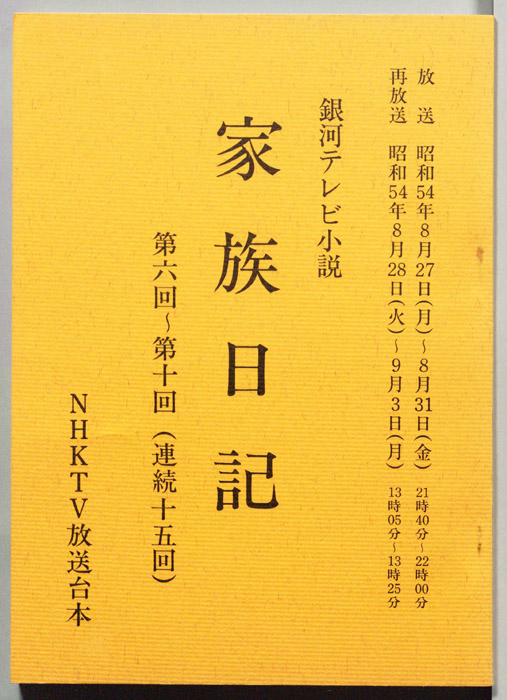 放送 昭和54年8月27日(月)~8月31日(金) 21時40分~22時00分
再放送 昭和54年8月28日(火)~9月3日(月) 13時05分~13時25分
銀河テレビ小説
家族日記
第六回~第十回(連続十五回)
NHKTV放送台本